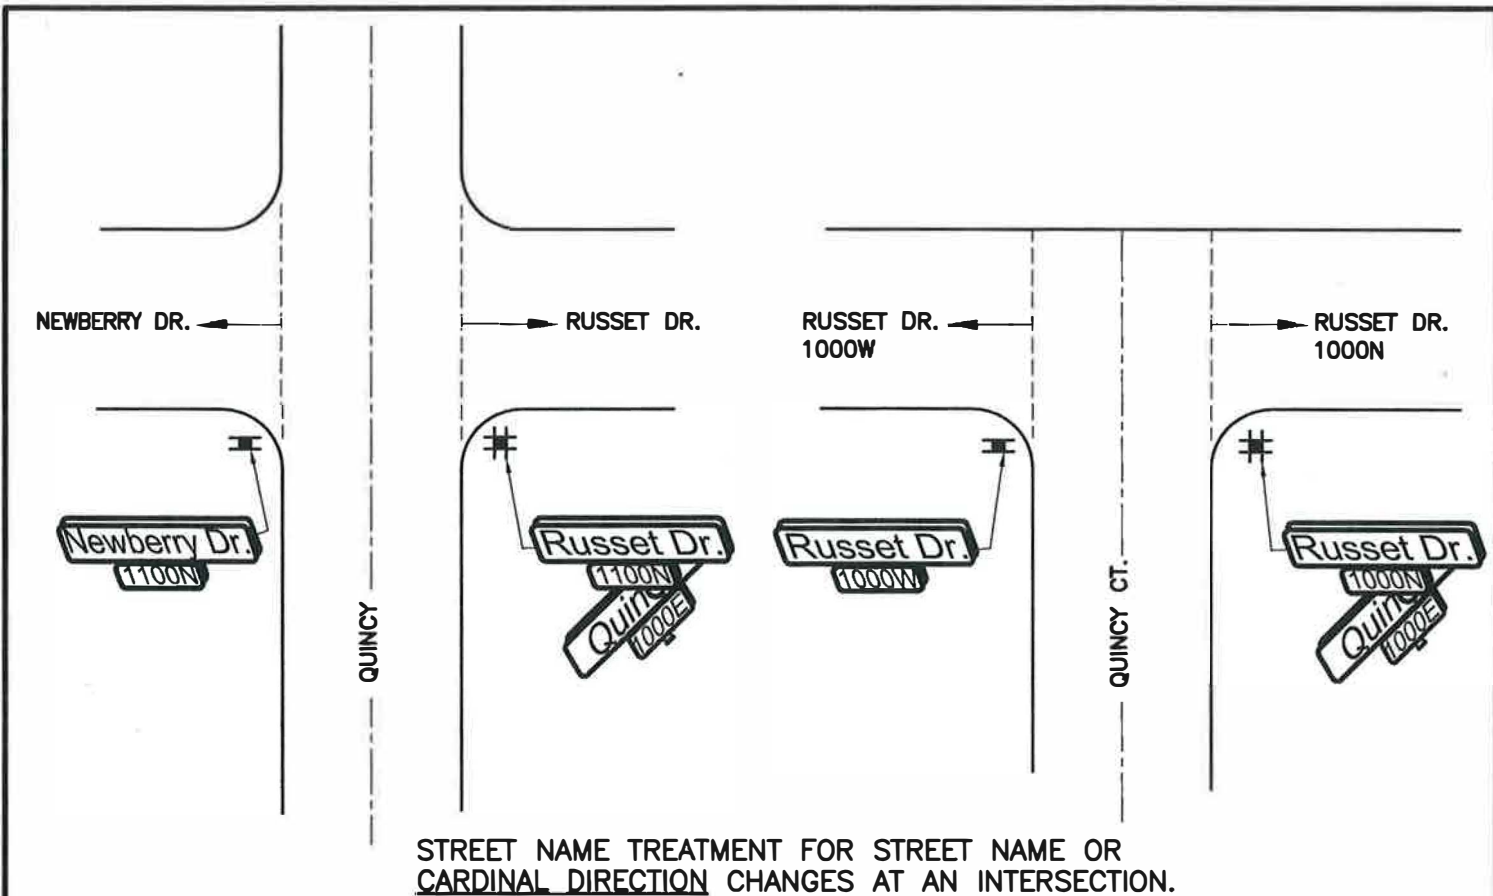 NEWBERRY DR.
RUSSET DR.
RUSSET DR.
1000W
RUSSET DR.
1000N
Newberry Dr.
1100N
Russet Dr.
1100N
1000E
Russet Dr.
1000W
Russet Dr.
1000N
1000E
QUINCY
QUINCY CT.
STREET NAME TREATMENT FOR STREET NAME OR
CARDINAL DIRECTION CHANGES AT AN INTERSECTION.